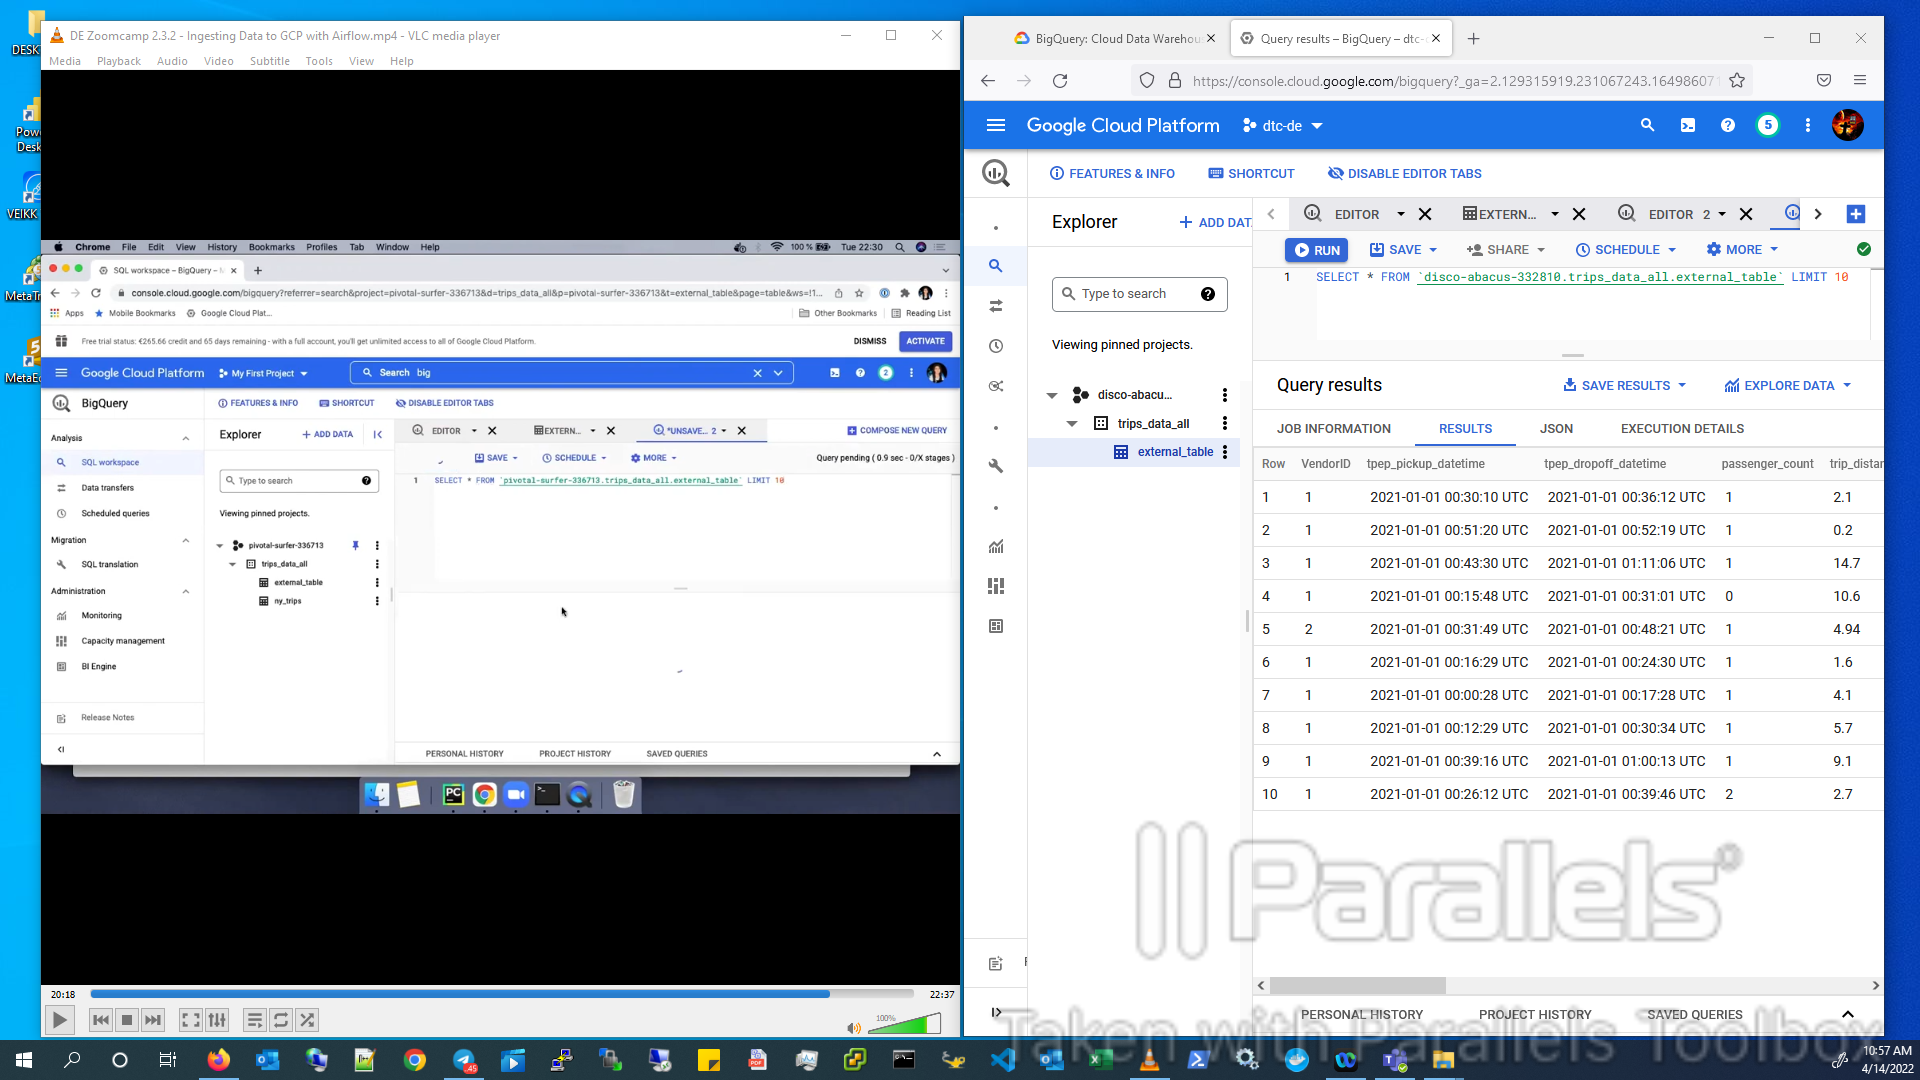 DE Zoomcamp 2.3.2 - Ingesting Data to GCP with Airflow.mp4 - VLC media player
Media Playback Audio Video Subtitle Tools View Help
Chrome File Edit View History Bookmarks Profiles Tab Window Help
100 % Tue 22:30
SQL workspace – BigQuery –
console.cloud.google.com/bigquery?referrer=search&project=pivotal-surfer-336713&d=trips_data_all&p=pivotal-surfer-336713&t=external_table&page=table&ws=!1...
Apps Mobile Bookmarks Google Cloud Plat... Other Bookmarks Reading List
Free trial status: €265.66 credit and 65 days remaining - with a full account, you'll get unlimited access to all of Google Cloud Platform. DISMISS ACTIVATE
Google Cloud Platform My First Project Search big 2
BigQuery FEATURES & INFO SHORTCUT DISABLE EDITOR TABS
Analysis
SQL workspace
Data transfers
Scheduled queries
Migration
SQL translation
Administration
Monitoring
Capacity management
BI Engine
Release Notes
Explorer + ADD DATA
Type to search
Viewing pinned projects.
pivotal-surfer-336713
trips_data_all
external_table
ny_trips
EDITOR EXTERN... *UNSAVE... 2 COMPOSE NEW QUERY
SAVE SCHEDULE MORE Query pending ( 0.9 sec - 0/X stages )
1 SELECT * FROM `pivotal-surfer-336713.trips_data_all.external_table` LIMIT 10
PERSONAL HISTORY PROJECT HISTORY SAVED QUERIES
20:18 22:37
100%
BigQuery: Cloud Data Warehou Query results – BigQuery – dtc-
https://console.cloud.google.com/bigquery?_ga=2.129315919.231067243.164986071
Google Cloud Platform dtc-de 5
FEATURES & INFO SHORTCUT DISABLE EDITOR TABS
Explorer + ADD DAT
Type to search
Viewing pinned projects.
disco-abacu...
trips_data_all
external_table
EDITOR EXTERN... EDITOR 2
RUN SAVE SHARE SCHEDULE MORE
1 SELECT * FROM `disco-abacus-332810.trips_data_all.external_table` LIMIT 10
Query results SAVE RESULTS EXPLORE DATA
JOB INFORMATION RESULTS JSON EXECUTION DETAILS
Row VendorID tpep_pickup_datetime tpep_dropoff_datetime passenger_count trip_distan
1 1 2021-01-01 00:30:10 UTC 2021-01-01 00:36:12 UTC 1 2.1
2 1 2021-01-01 00:51:20 UTC 2021-01-01 00:52:19 UTC 1 0.2
3 1 2021-01-01 00:43:30 UTC 2021-01-01 01:11:06 UTC 1 14.7
4 1 2021-01-01 00:15:48 UTC 2021-01-01 00:31:01 UTC 0 10.6
5 2 2021-01-01 00:31:49 UTC 2021-01-01 00:48:21 UTC 1 4.94
6 1 2021-01-01 00:16:29 UTC 2021-01-01 00:24:30 UTC 1 1.6
7 1 2021-01-01 00:00:28 UTC 2021-01-01 00:17:28 UTC 1 4.1
8 1 2021-01-01 00:12:29 UTC 2021-01-01 00:30:34 UTC 1 5.7
9 1 2021-01-01 00:39:16 UTC 2021-01-01 01:00:13 UTC 1 9.1
10 1 2021-01-01 00:26:12 UTC 2021-01-01 00:39:46 UTC 2 2.7
PERSONAL HISTORY PROJECT HISTORY SAVED QUERIES
Parallels®
Taken with Parallels Toolbox
10:57 AM
4/14/2022